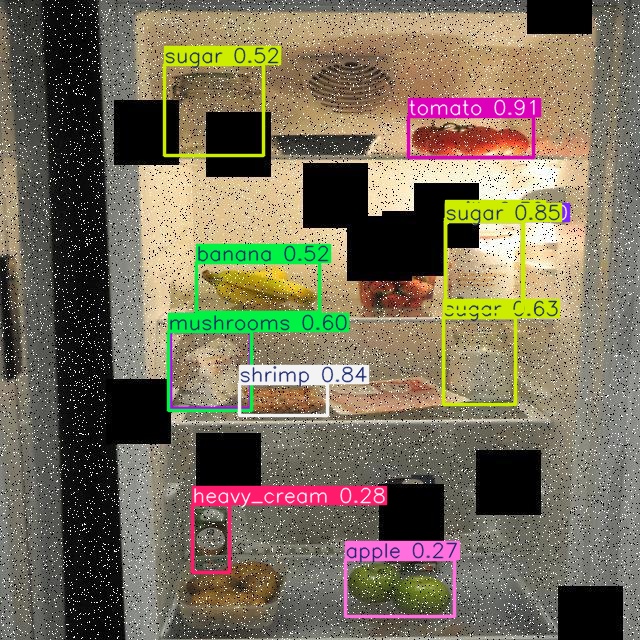 sugar 0.52
tomato 0.91
sugar 0.85
banana 0.52
sugar 0.63
mushrooms 0.60
shrimp 0.84
heavy_cream 0.28
apple 0.27